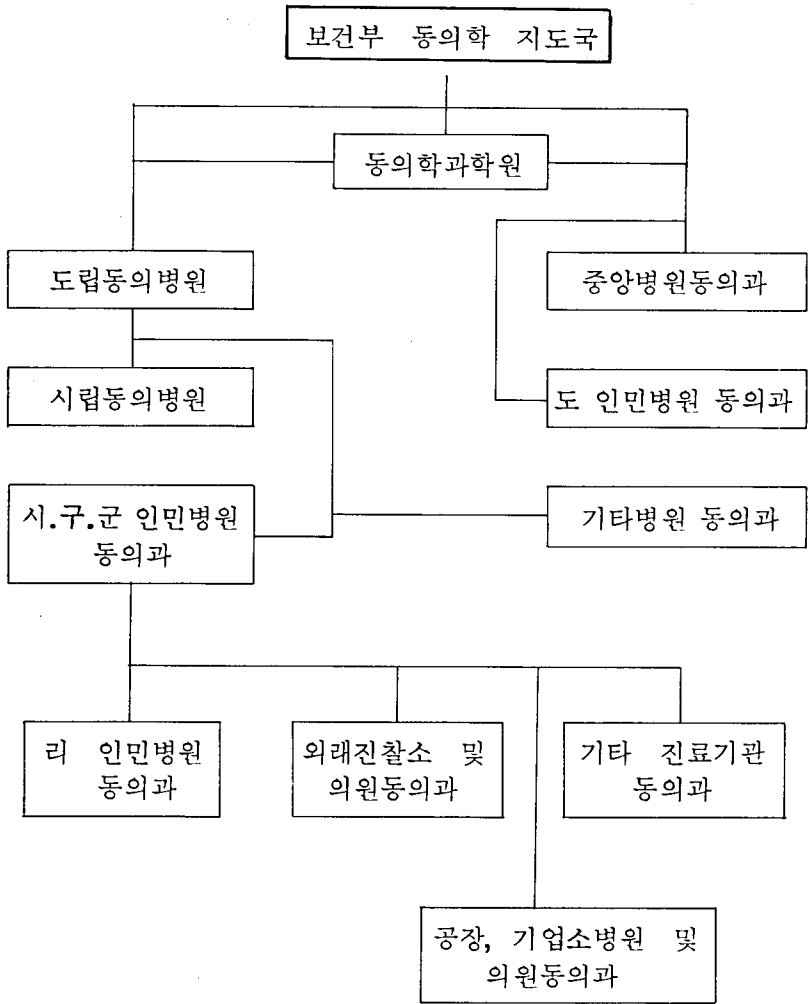 보건부 동의학 지도국
동의학과학원
도립동의병원
중앙병원동의과
시립동의병원
도 인민병원 동의과
시.구.군 인민병원
동의과
기타병원 동의과
리 인민병원
동의과
외래진찰소 및
의원동의과
기타 진료기관
동의과
공장, 기업소병원 및
의원동의과